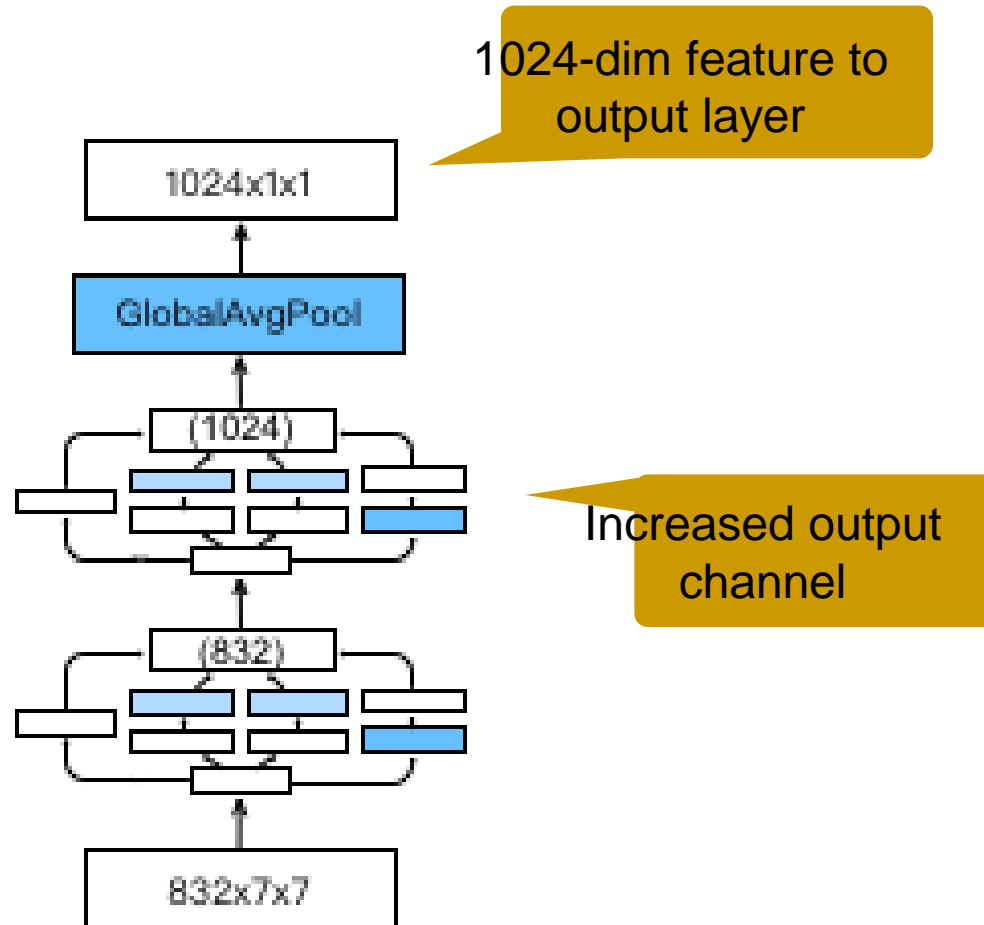 1024-dim feature to
output layer
1024x1x1
GlobalAvgPool
(1024)
Increased output
channel
(832)
832x7x7